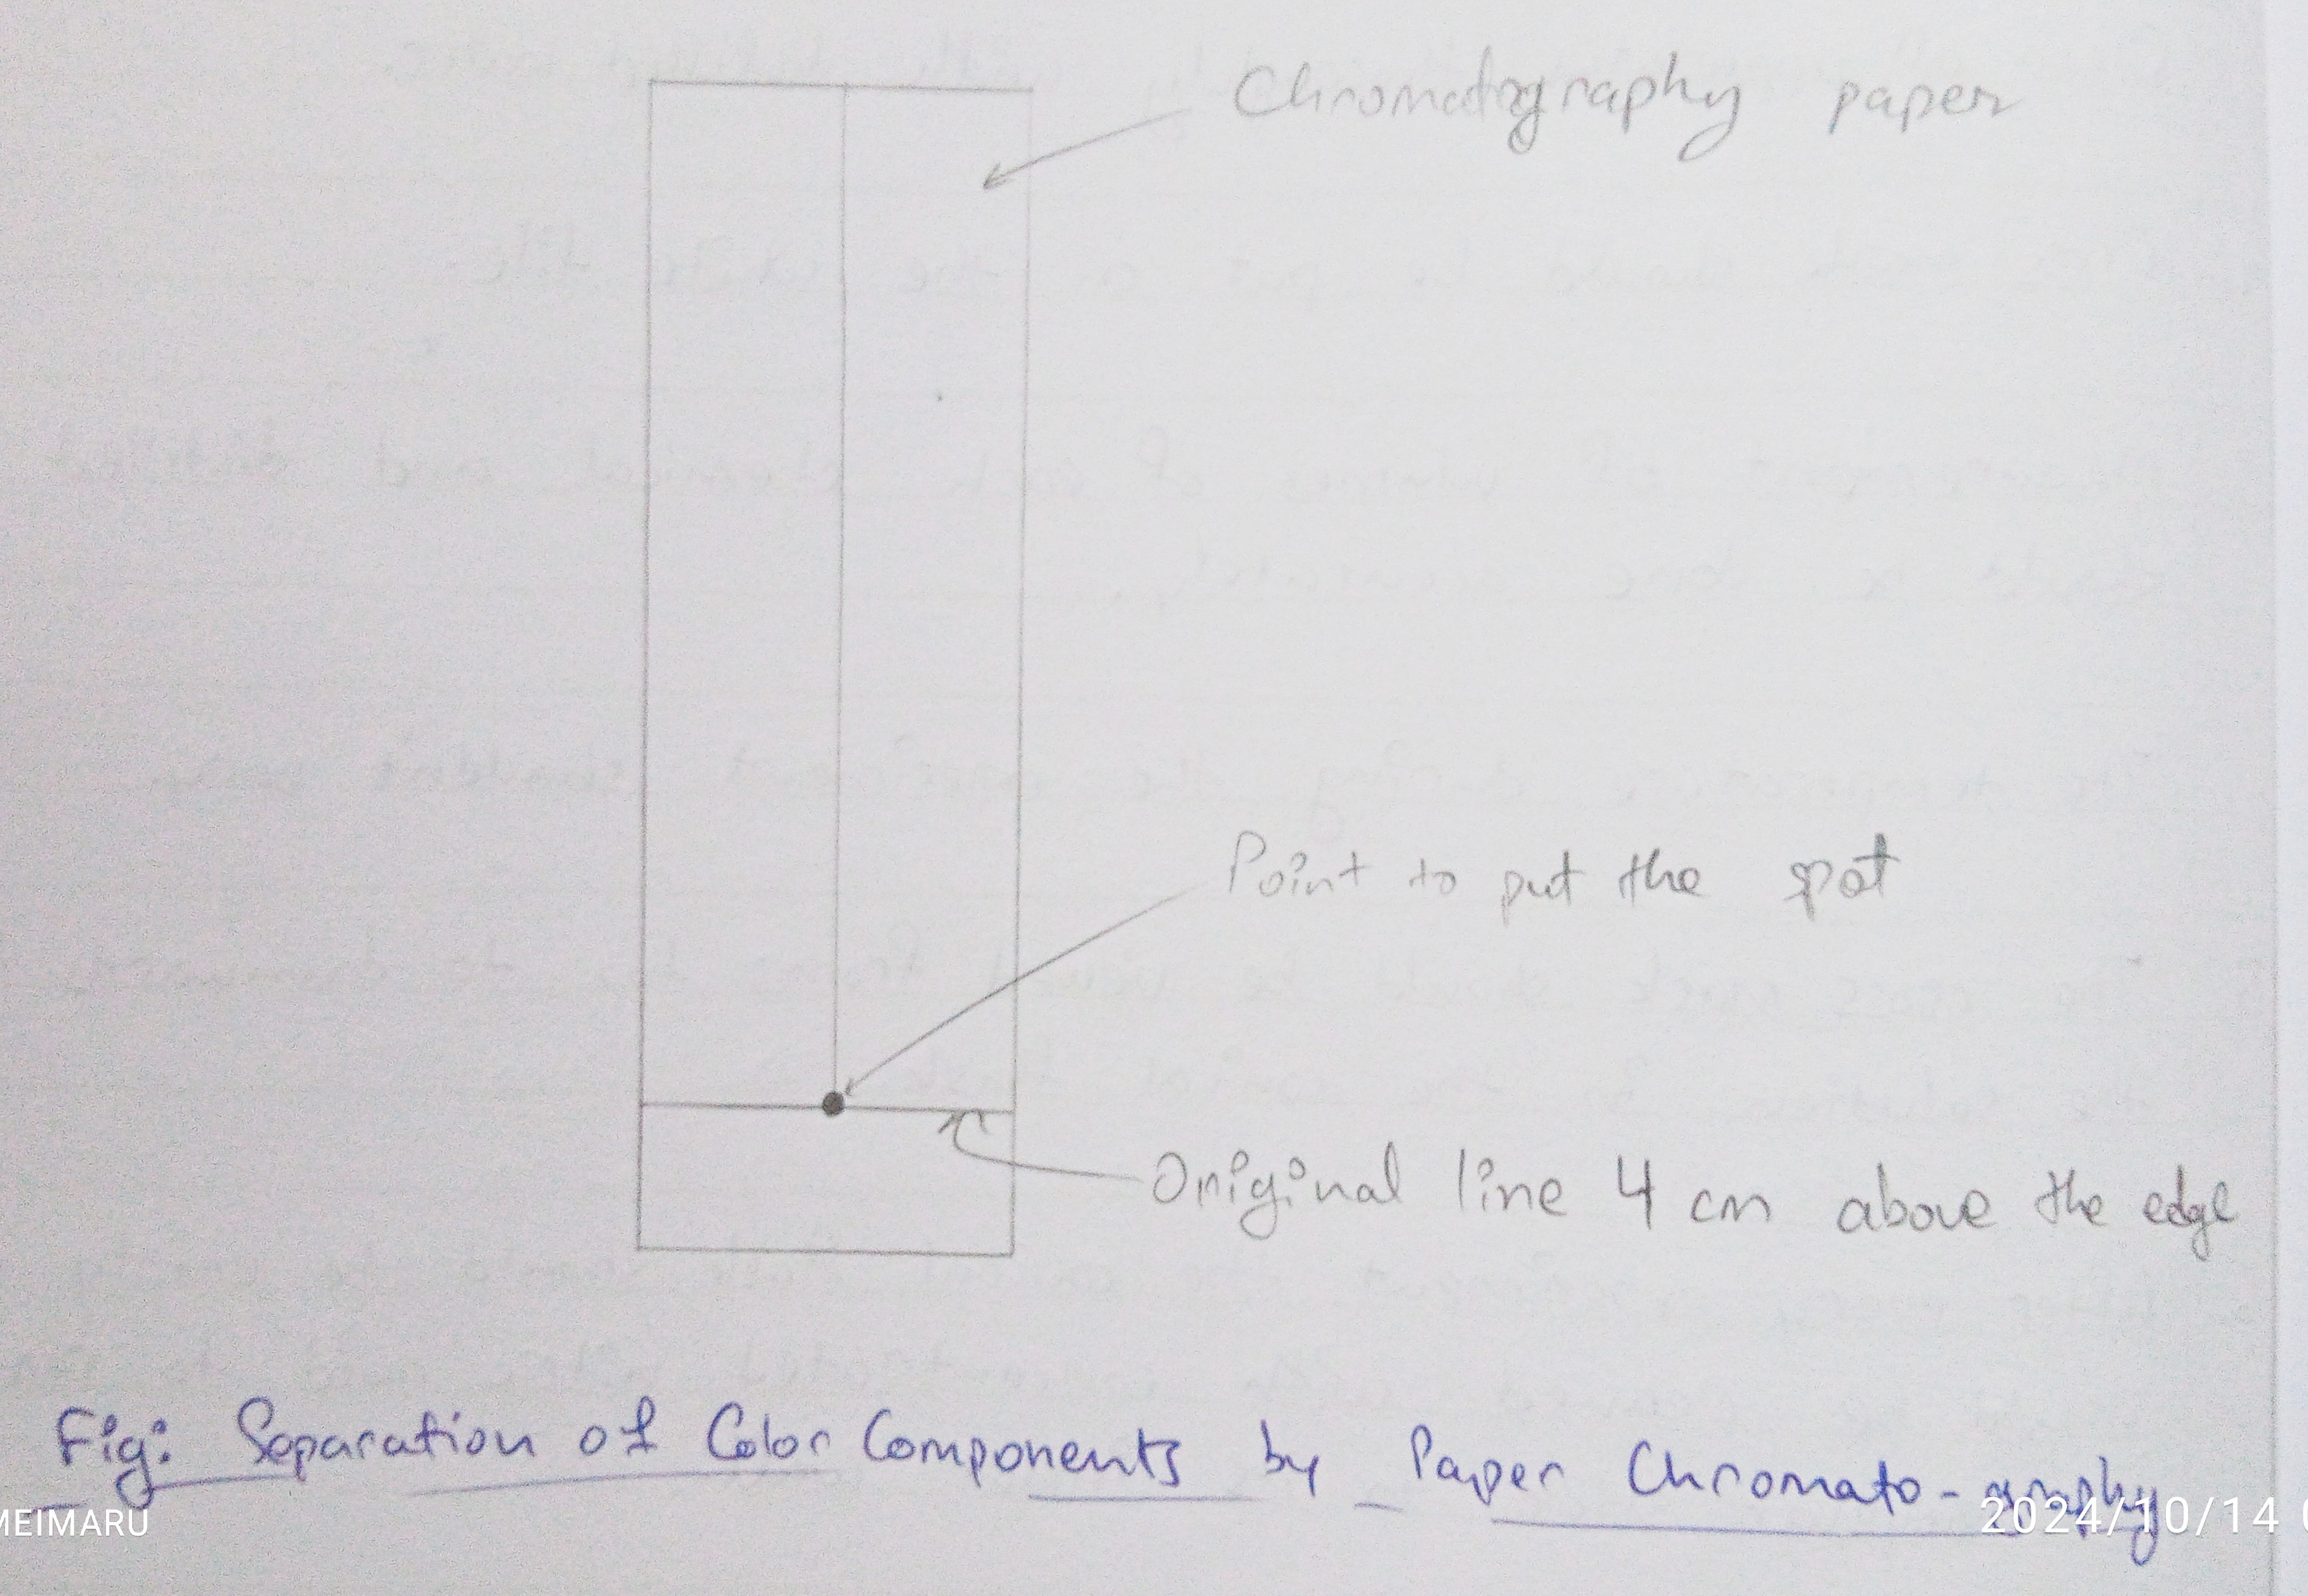 Chromatography paper
Point to put the spot
Original line 4 cm above the edge
Fig: Separation of Color Components by Paper Chromato-graphy
MEIMARU
2024/10/14 0